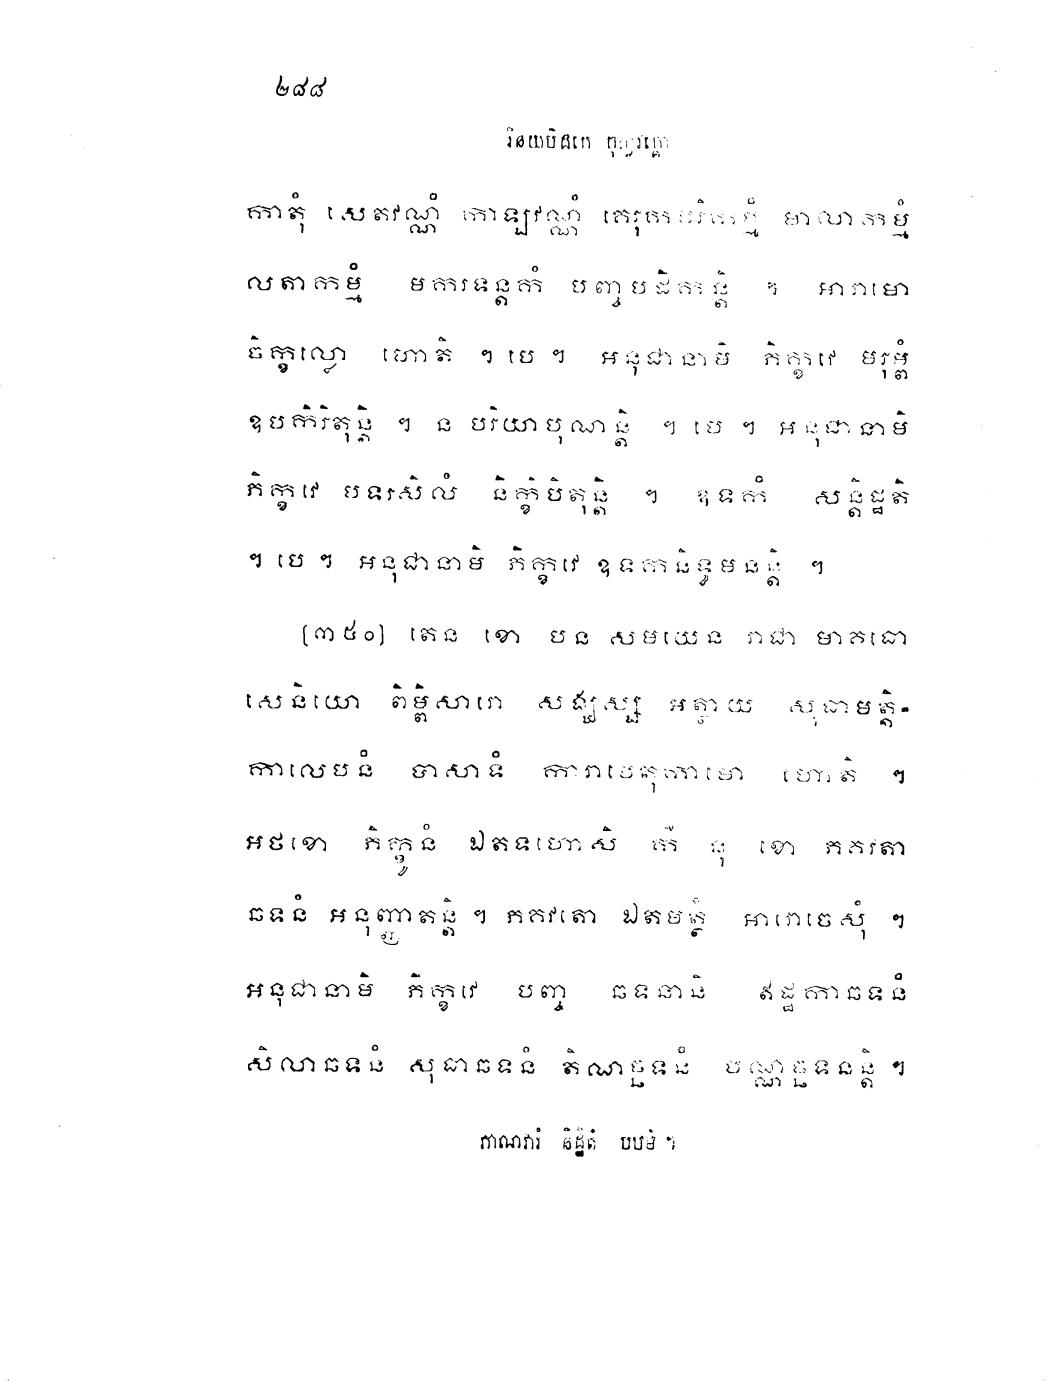 ២៨៨
វិនយបិដកេ ចុល្លវគ្គោ
កាតុំ សេតវណ្ណំ កាឡវណ្ណំ គេរុកបរិកម្មំ មាលាកម្មំ
លតាកម្មំ មករទន្តកំ បញ្ចបដិកន្តិ ។ អារាមោ
ចិក្ខល្លោ ហោតិ ។ បេ ។ អនុជានាមិ ភិក្ខវេ មរុម្ពំ
ឧបកិរិតុន្តិ ។ ន បរិយាបុណាន្តិ ។ បេ ។ អនុជានាមិ
ភិក្ខវេ បទរសិលំ និក្ខិបិតុន្តិ ។ ឧទកំ សន្តិដ្ឋតិ
។ បេ ។ អនុជានាមិ ភិក្ខវេ ឧទកនិទ្ធមនន្តិ ។
[៣៥០] តេន ខោ បន សមយេន រាជា មាគធោ
សេនិយោ ពិម្ពិសារោ សង្ឃស្ស អត្ថាយ សុធាមត្តិ-
កាលេបនំ បាសាទំ ការាបេតុកាមោ ហោតិ ។
អថខោ ភិក្ខូនំ ឯតទហោសិ កឹ នុ ខោ ភគវតា
ឆទនំ អនុញ្ញាតន្តិ ។ ភគវតោ ឯតមត្ថំ អារោចេសុំ ។
អនុជានាមិ ភិក្ខវេ បញ្ច ឆទនានិ ឥដ្ឋកាឆទនំ
សិលាឆទនំ សុធាឆទនំ តិណច្ឆទនំ បណ្ណច្ឆទនន្តិ ។
ភាណវារំ និដ្ឋិតំ បឋមំ ។